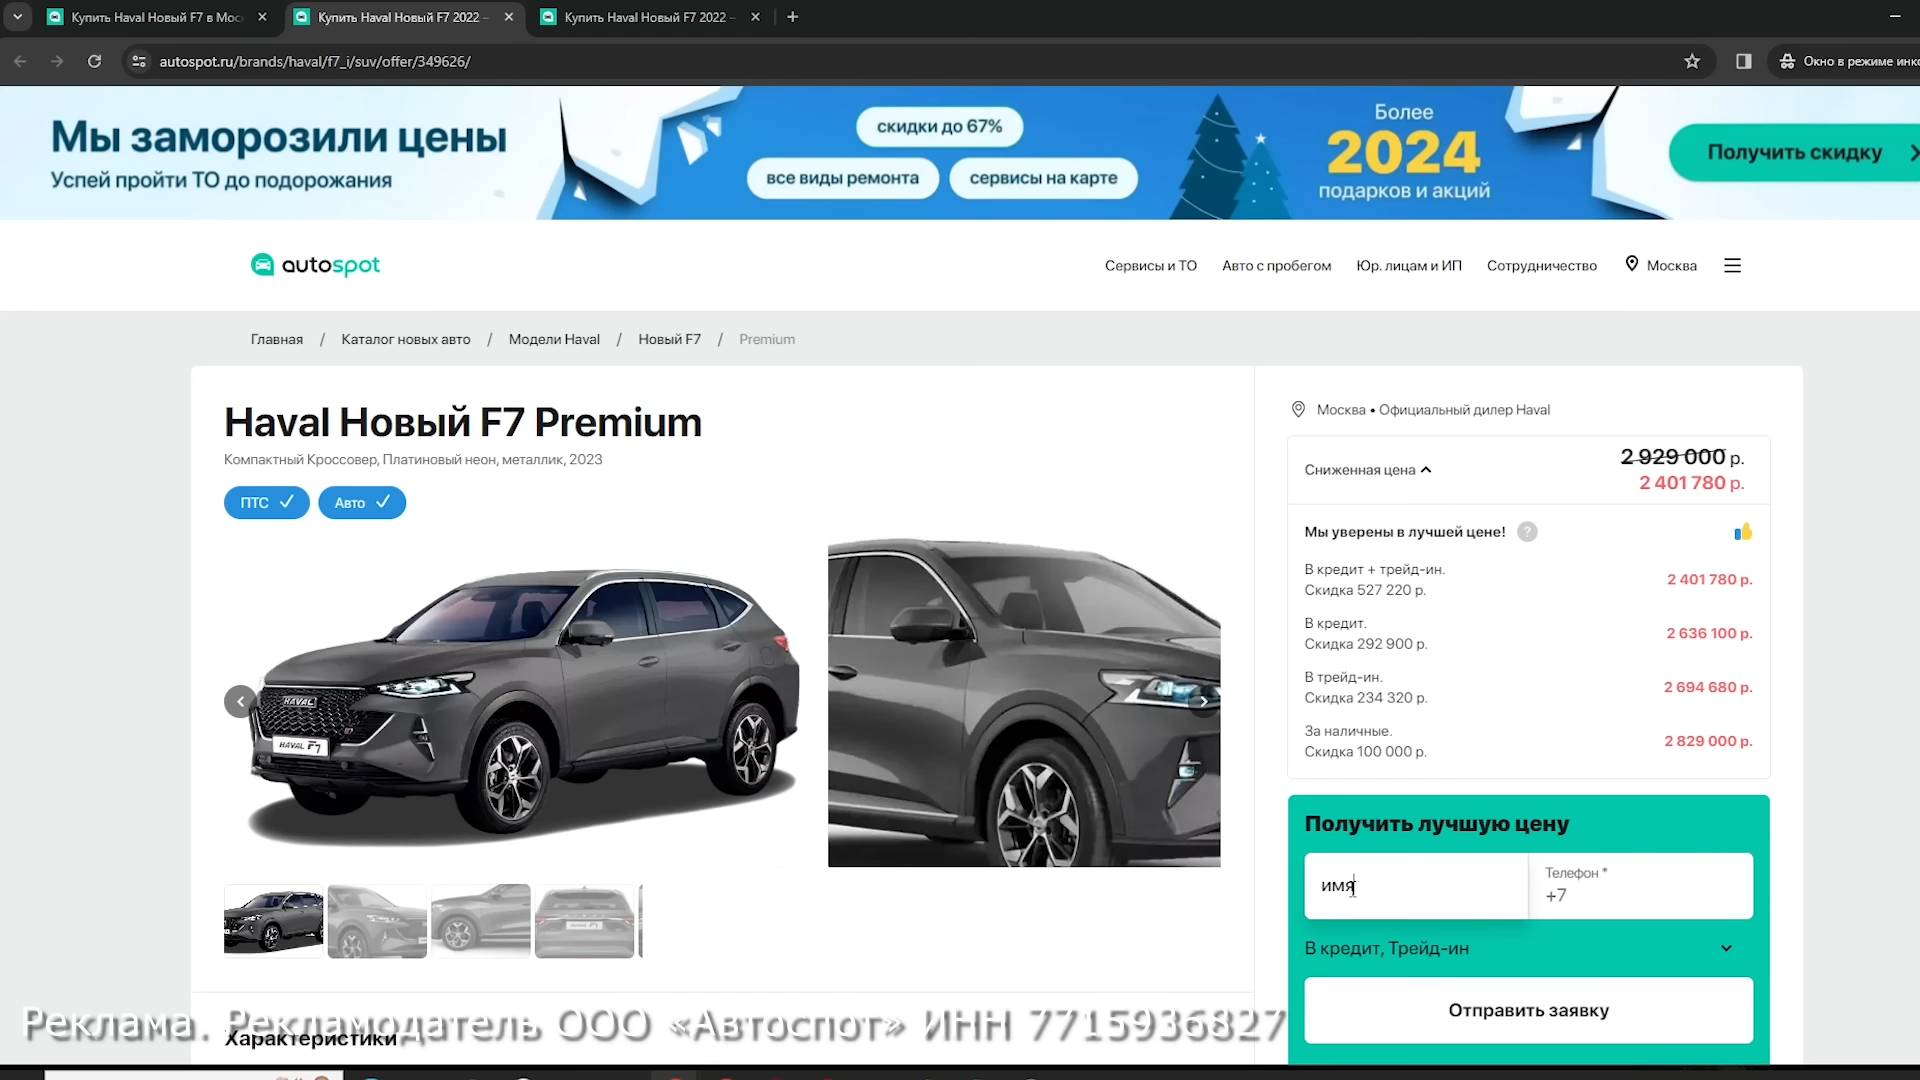 Купить Haval Новый F7 в Мос
Купить Haval Новый F7 2022 –
Купить Haval Новый F7 2022 –
autospot.ru/brands/haval/f7_i/suv/offer/349626/
Окно в режиме инко
Мы заморозили цены
Успей пройти ТО до подорожания
скидки до 67%
все виды ремонта
сервисы на карте
Более
2024
подарков и акций
Получить скидку
autospot
Сервисы и ТО
Авто с пробегом
Юр. лицам и ИП
Сотрудничество
Москва
Главная / Каталог новых авто / Модели Haval / Новый F7 / Premium
Haval Новый F7 Premium
Компактный Кроссовер, Платиновый неон, металлик, 2023
ПТС
Авто
HAVAL
HAVAL F7
Москва • Официальный дилер Haval
Сниженная цена
2 929 000 р.
2 401 780 р.
Мы уверены в лучшей цене! ?
В кредит + трейд-ин.
Скидка 527 220 р.
2 401 780 р.
В кредит.
Скидка 292 900 р.
2 636 100 р.
В трейд-ин.
Скидка 234 320 р.
2 694 680 р.
За наличные.
Скидка 100 000 р.
2 829 000 р.
Получить лучшую цену
имя
Телефон *
+7
В кредит, Трейд-ин
Отправить заявку
Реклама. Рекламодатель ООО «Автоспот» ИНН 7715936827
Характеристики